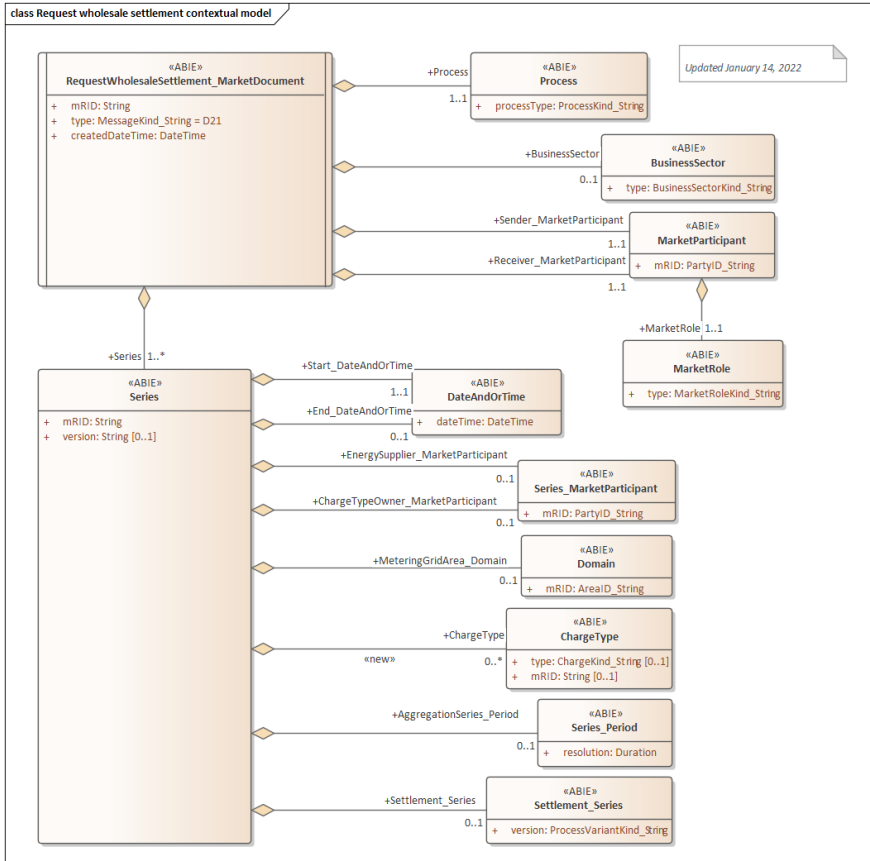 class Request wholesale settlement contextual model
«ABIE»
RequestWholesaleSettlement_MarketDocument
+ mRID: String
+ type: MessageKind_String = D21
+ createdDateTime: DateTime
+Process
1..1
«ABIE»
Process
+ processType: ProcessKind_String
Updated January 14, 2022
+BusinessSector
0..1
«ABIE»
BusinessSector
+ type: BusinessSectorKind_String
+Sender_MarketParticipant
1..1
+Receiver_MarketParticipant
1..1
«ABIE»
MarketParticipant
+ mRID: PartyID_String
+MarketRole 1..1
«ABIE»
MarketRole
+ type: MarketRoleKind_String
+Series 1..*
«ABIE»
Series
+ mRID: String
+ version: String [0..1]
+Start_DateAndOrTime
1..1
+End_DateAndOrTime
0..1
«ABIE»
DateAndOrTime
+ dateTime: DateTime
+EnergySupplier_MarketParticipant
0..1
+ChargeTypeOwner_MarketParticipant
0..1
«ABIE»
Series_MarketParticipant
+ mRID: PartyID_String
+MeteringGridArea_Domain
0..1
«ABIE»
Domain
+ mRID: AreaID_String
+ChargeType
«new»
0..*
«ABIE»
ChargeType
+ type: ChargeKind_String [0..1]
+ mRID: String [0..1]
+AggregationSeries_Period
0..1
«ABIE»
Series_Period
+ resolution: Duration
+Settlement_Series
0..1
«ABIE»
Settlement_Series
+ version: ProcessVariantKind_String